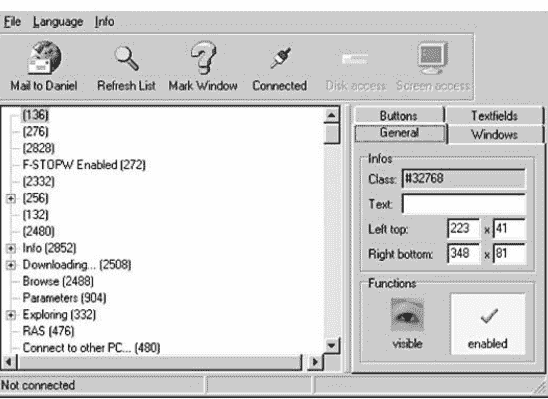 File Language Info
Mail to Daniel Refresh List Mark Window Connected Disk access Screen access
(136)
(276)
(2828)
F-STOPW Enabled (272)
(2332)
(256)
(132)
(2480)
Info (2852)
Downloading... (2508)
Browse (2488)
Parameters (904)
Exploring (332)
RAS (476)
Connect to other PC... (480)
Buttons Textfields
General Windows
Infos
Class: #32768
Text:
Left top: 223 x 41
Right bottom: 348 x 81
Functions
visible enabled
Not connected